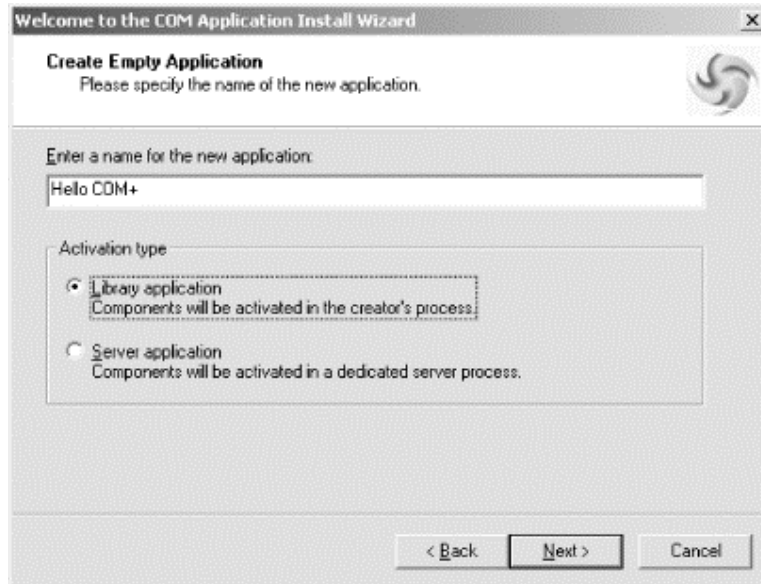 Welcome to the COM Application Install Wizard
Create Empty Application
Please specify the name of the new application.
Enter a name for the new application:
Hello COM+
Activation type
Library application
Components will be activated in the creator's process.
Server application
Components will be activated in a dedicated server process.
< Back Next > Cancel